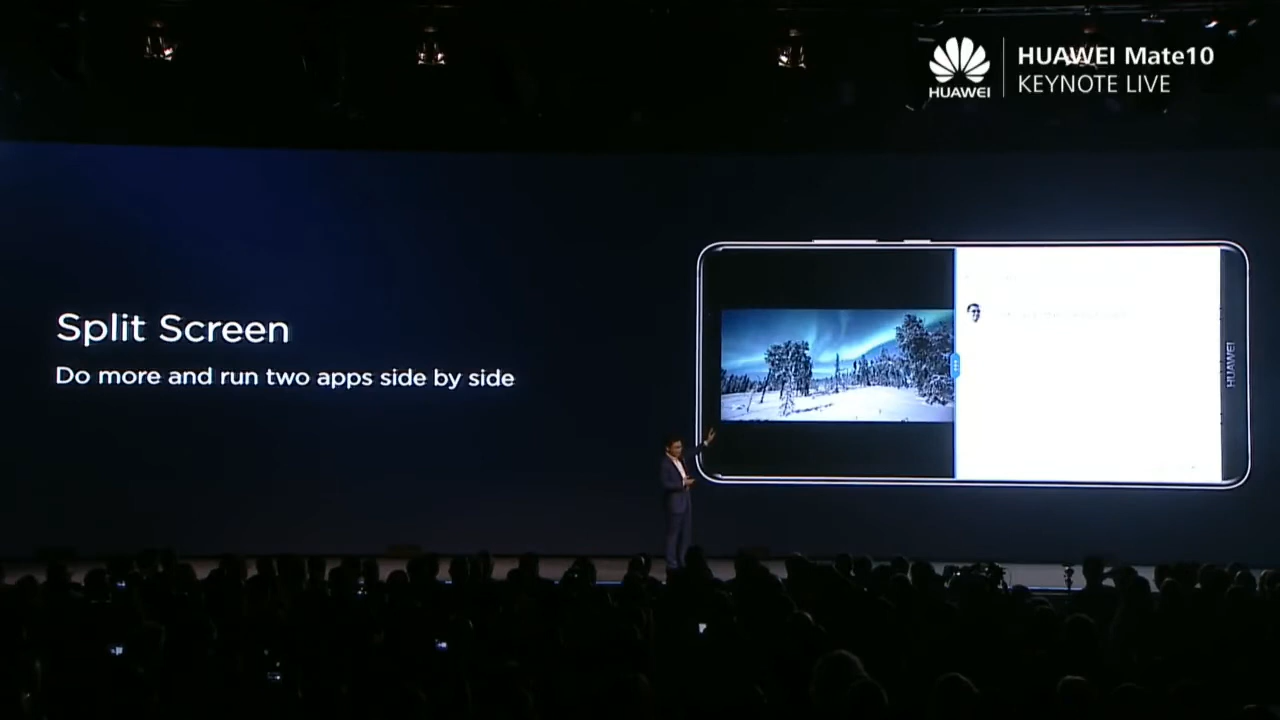 HUAWEI
HUAWEI Mate10
KEYNOTE LIVE
Split Screen
Do more and run two apps side by side
HUAWEI